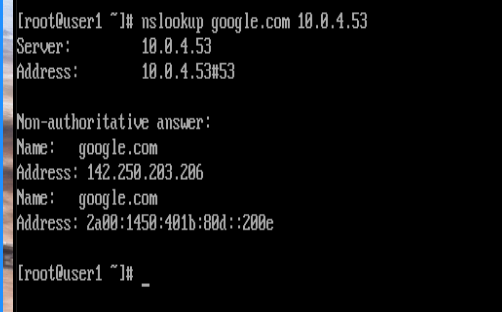 [root@user1 ~]# nslookup google.com 10.0.4.53
Server:         10.0.4.53
Address:        10.0.4.53#53

Non-authoritative answer:
Name:   google.com
Address: 142.250.203.206
Name:   google.com
Address: 2a00:1450:401b:80d::200e

[root@user1 ~]# _